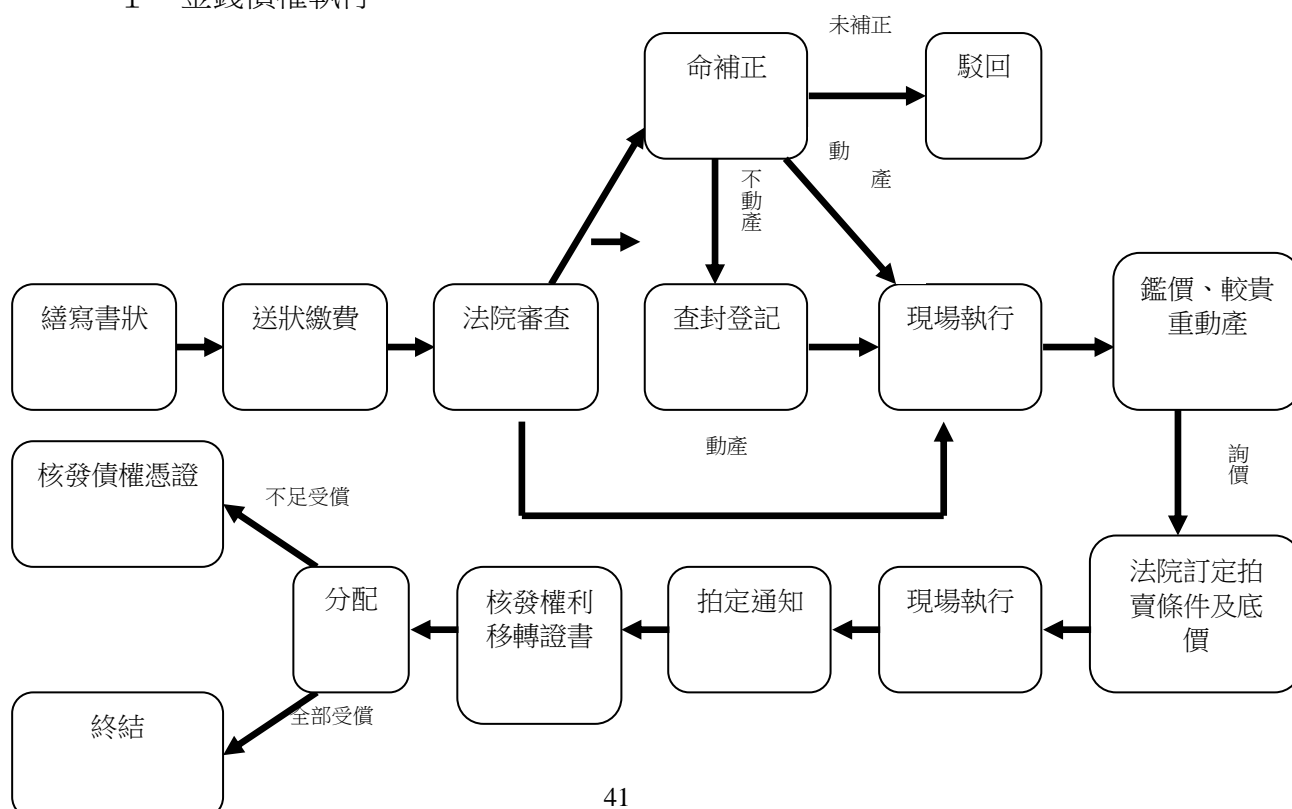 1 金錢債權執行
未補正
命補正
駁回
動
產
不
動
產
繕寫書狀
送狀繳費
法院審查
查封登記
現場執行
鑑價、較貴
重動產
動產
詢
價
核發債權憑證
不足受償
分配
核發權利
移轉證書
拍定通知
現場執行
法院訂定拍
賣條件及底
價
全部受償
終結
41